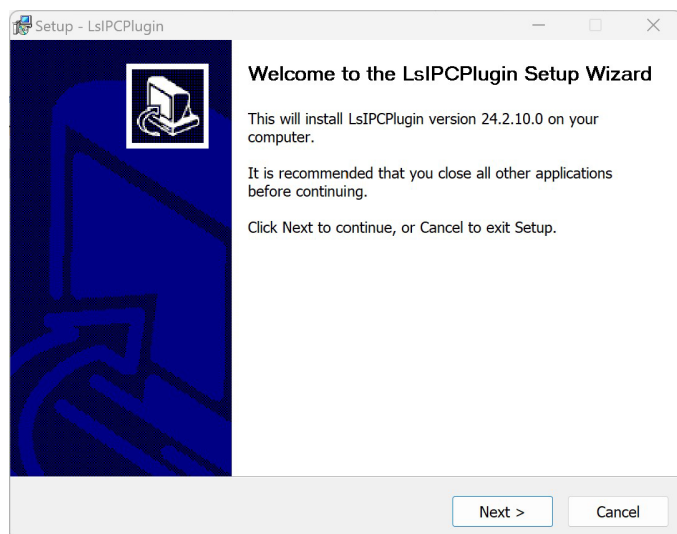 Setup - LsIPCPlugin
Welcome to the LsIPCPlugin Setup Wizard
This will install LsIPCPlugin version 24.2.10.0 on your
computer.
It is recommended that you close all other applications
before continuing.
Click Next to continue, or Cancel to exit Setup.
Next >
Cancel